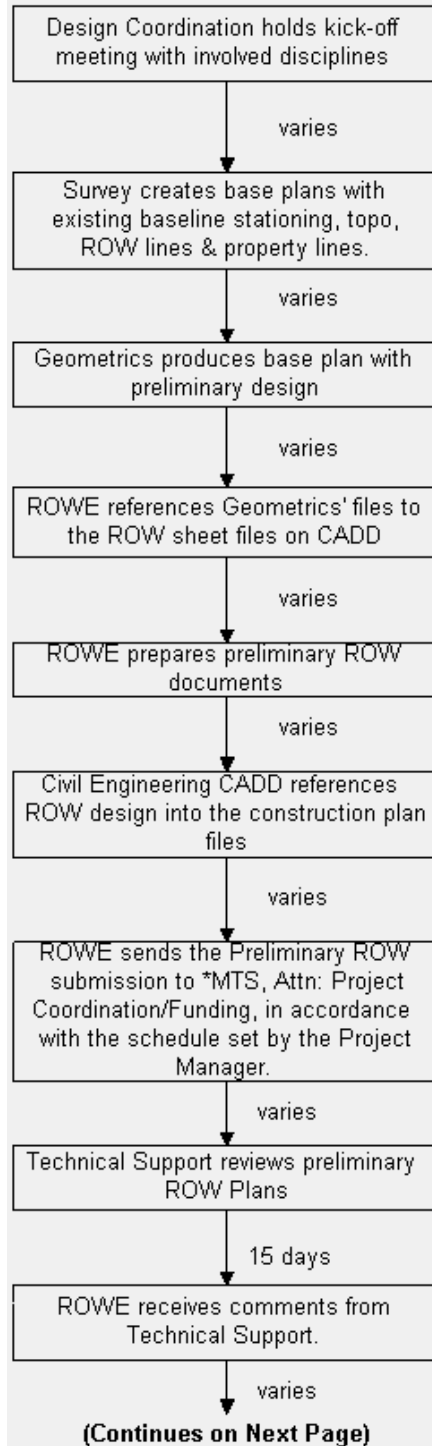 Design Coordination holds kick-off
meeting with involved disciplines
varies
Survey creates base plans with
existing baseline stationing, topo,
ROW lines & property lines.
varies
Geometrics produces base plan with
preliminary design
varies
ROWE references Geometrics' files to
the ROW sheet files on CADD
varies
ROWE prepares preliminary ROW
documents
varies
Civil Engineering CADD references
ROW design into the construction plan
files
varies
ROWE sends the Preliminary ROW
submission to *MTS, Attn: Project
Coordination/Funding, in accordance
with the schedule set by the Project
Manager.
varies
Technical Support reviews preliminary
ROW Plans
15 days
ROWE receives comments from
Technical Support.
varies
(Continues on Next Page)